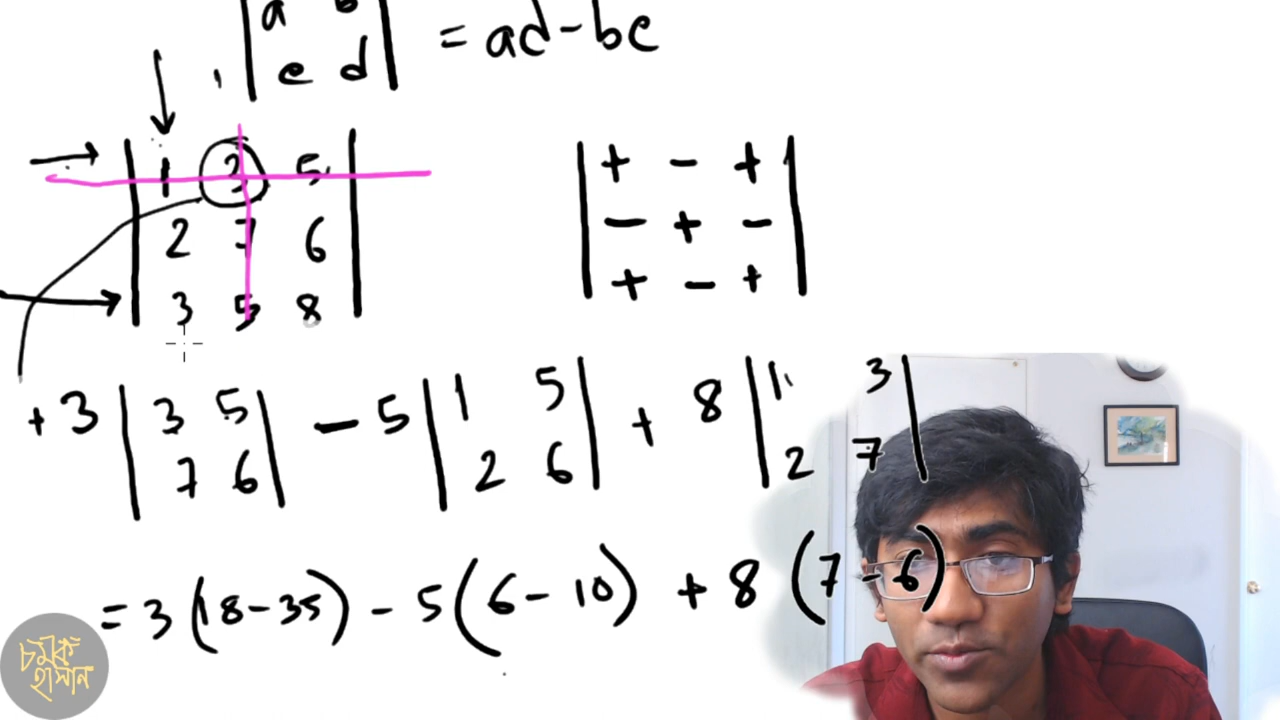 | a b |
| c d | = ad - bc
| 1 3 5 |
| 2 7 6 |
| 3 5 8 |
| + - + |
| - + - |
| + - + |
+ 3 | 3 5 | - 5 | 1 5 | + 8 | 1 3 |
| 7 6 | | 2 6 | | 2 7 |
= 3 (18 - 35) - 5 (6 - 10) + 8 (7 - 6)
চমক
হাসান